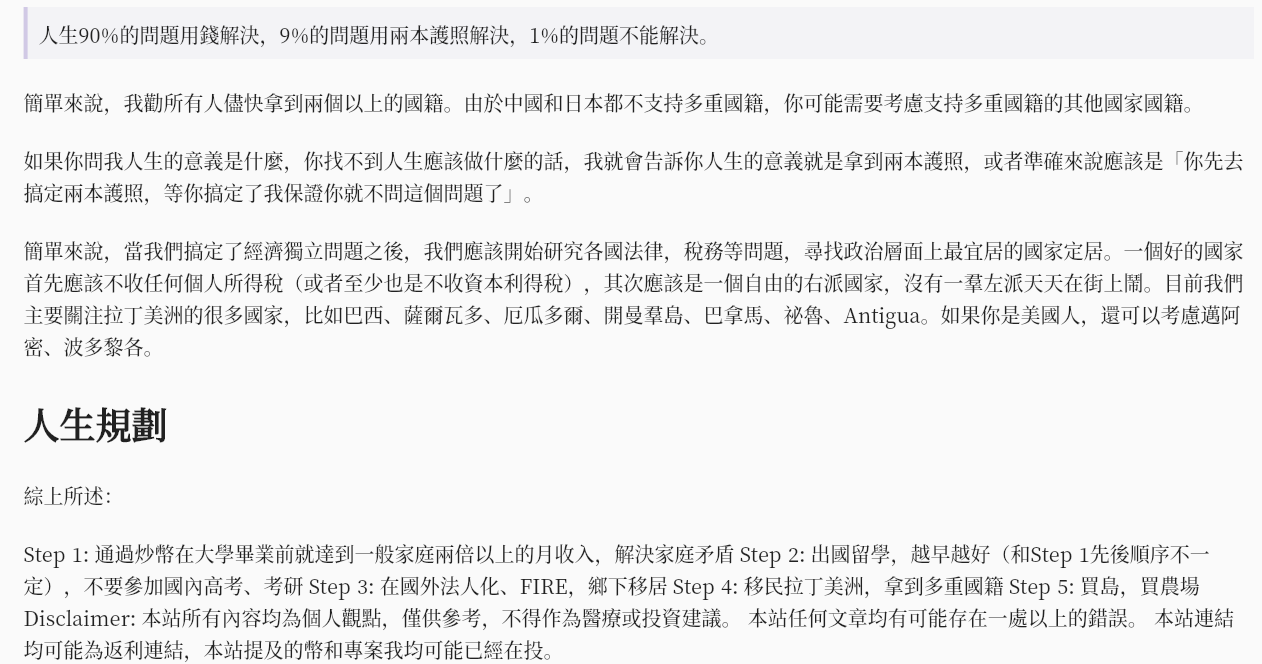 人生90%的問題用錢解決，9%的問題用兩本護照解決，1%的問題不能解決。
簡單來說，我勸所有人儘快拿到兩個以上的國籍。由於中國和日本都不支持多重國籍，你可能需要考慮支持多重國籍的其他國家國籍。
如果你問我人生的意義是什麼，你找不到人生應該做什麼的話，我就會告訴你人生的意義就是拿到兩本護照，或者準確來說應該是「你先去
搞定兩本護照，等你搞定了我保證你就不問這個問題了」。
簡單來說，當我們搞定了經濟獨立問題之後，我們應該開始研究各國法律，稅務等問題，尋找政治層面上最宜居的國家定居。一個好的國家
首先應該不收任何個人所得稅（或者至少也是不收資本利得稅），其次應該是一個自由的右派國家，沒有一羣左派天天在街上鬧。目前我們
主要關注拉丁美洲的很多國家，比如巴西、薩爾瓦多、厄瓜多爾、開曼羣島、巴拿馬、祕魯、Antigua。如果你是美國人，還可以考慮邁阿
密、波多黎各。
人生規劃
綜上所述：
Step 1: 通過炒幣在大學畢業前就達到一般家庭兩倍以上的月收入，解決家庭矛盾 Step 2: 出國留學，越早越好（和Step 1先後順序不一
定），不要參加國內高考、考研 Step 3: 在國外法人化、FIRE，鄉下移居 Step 4: 移民拉丁美洲，拿到多重國籍 Step 5: 買島，買農場
Disclaimer: 本站所有內容均為個人觀點，僅供參考，不得作為醫療或投資建議。 本站任何文章均有可能存在一處以上的錯誤。 本站連結
均可能為返利連結，本站提及的幣和專案我均可能已經在投。